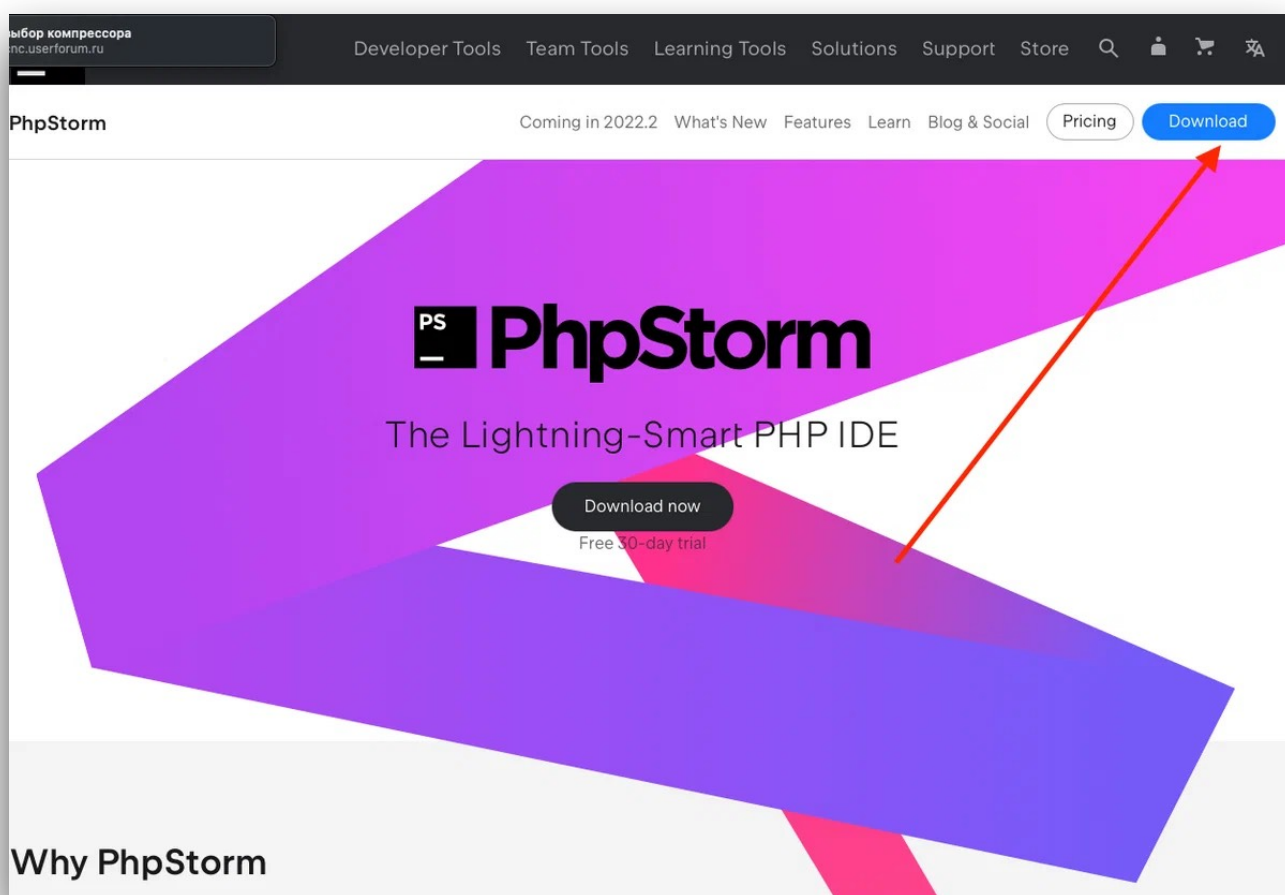 выбор компрессора
cnc.userforum.ru
Developer Tools Team Tools Learning Tools Solutions Support Store
PhpStorm
Coming in 2022.2 What's New Features Learn Blog & Social Pricing Download
PS
PhpStorm
The Lightning-Smart PHP IDE
Download now
Free 30-day trial
Why PhpStorm